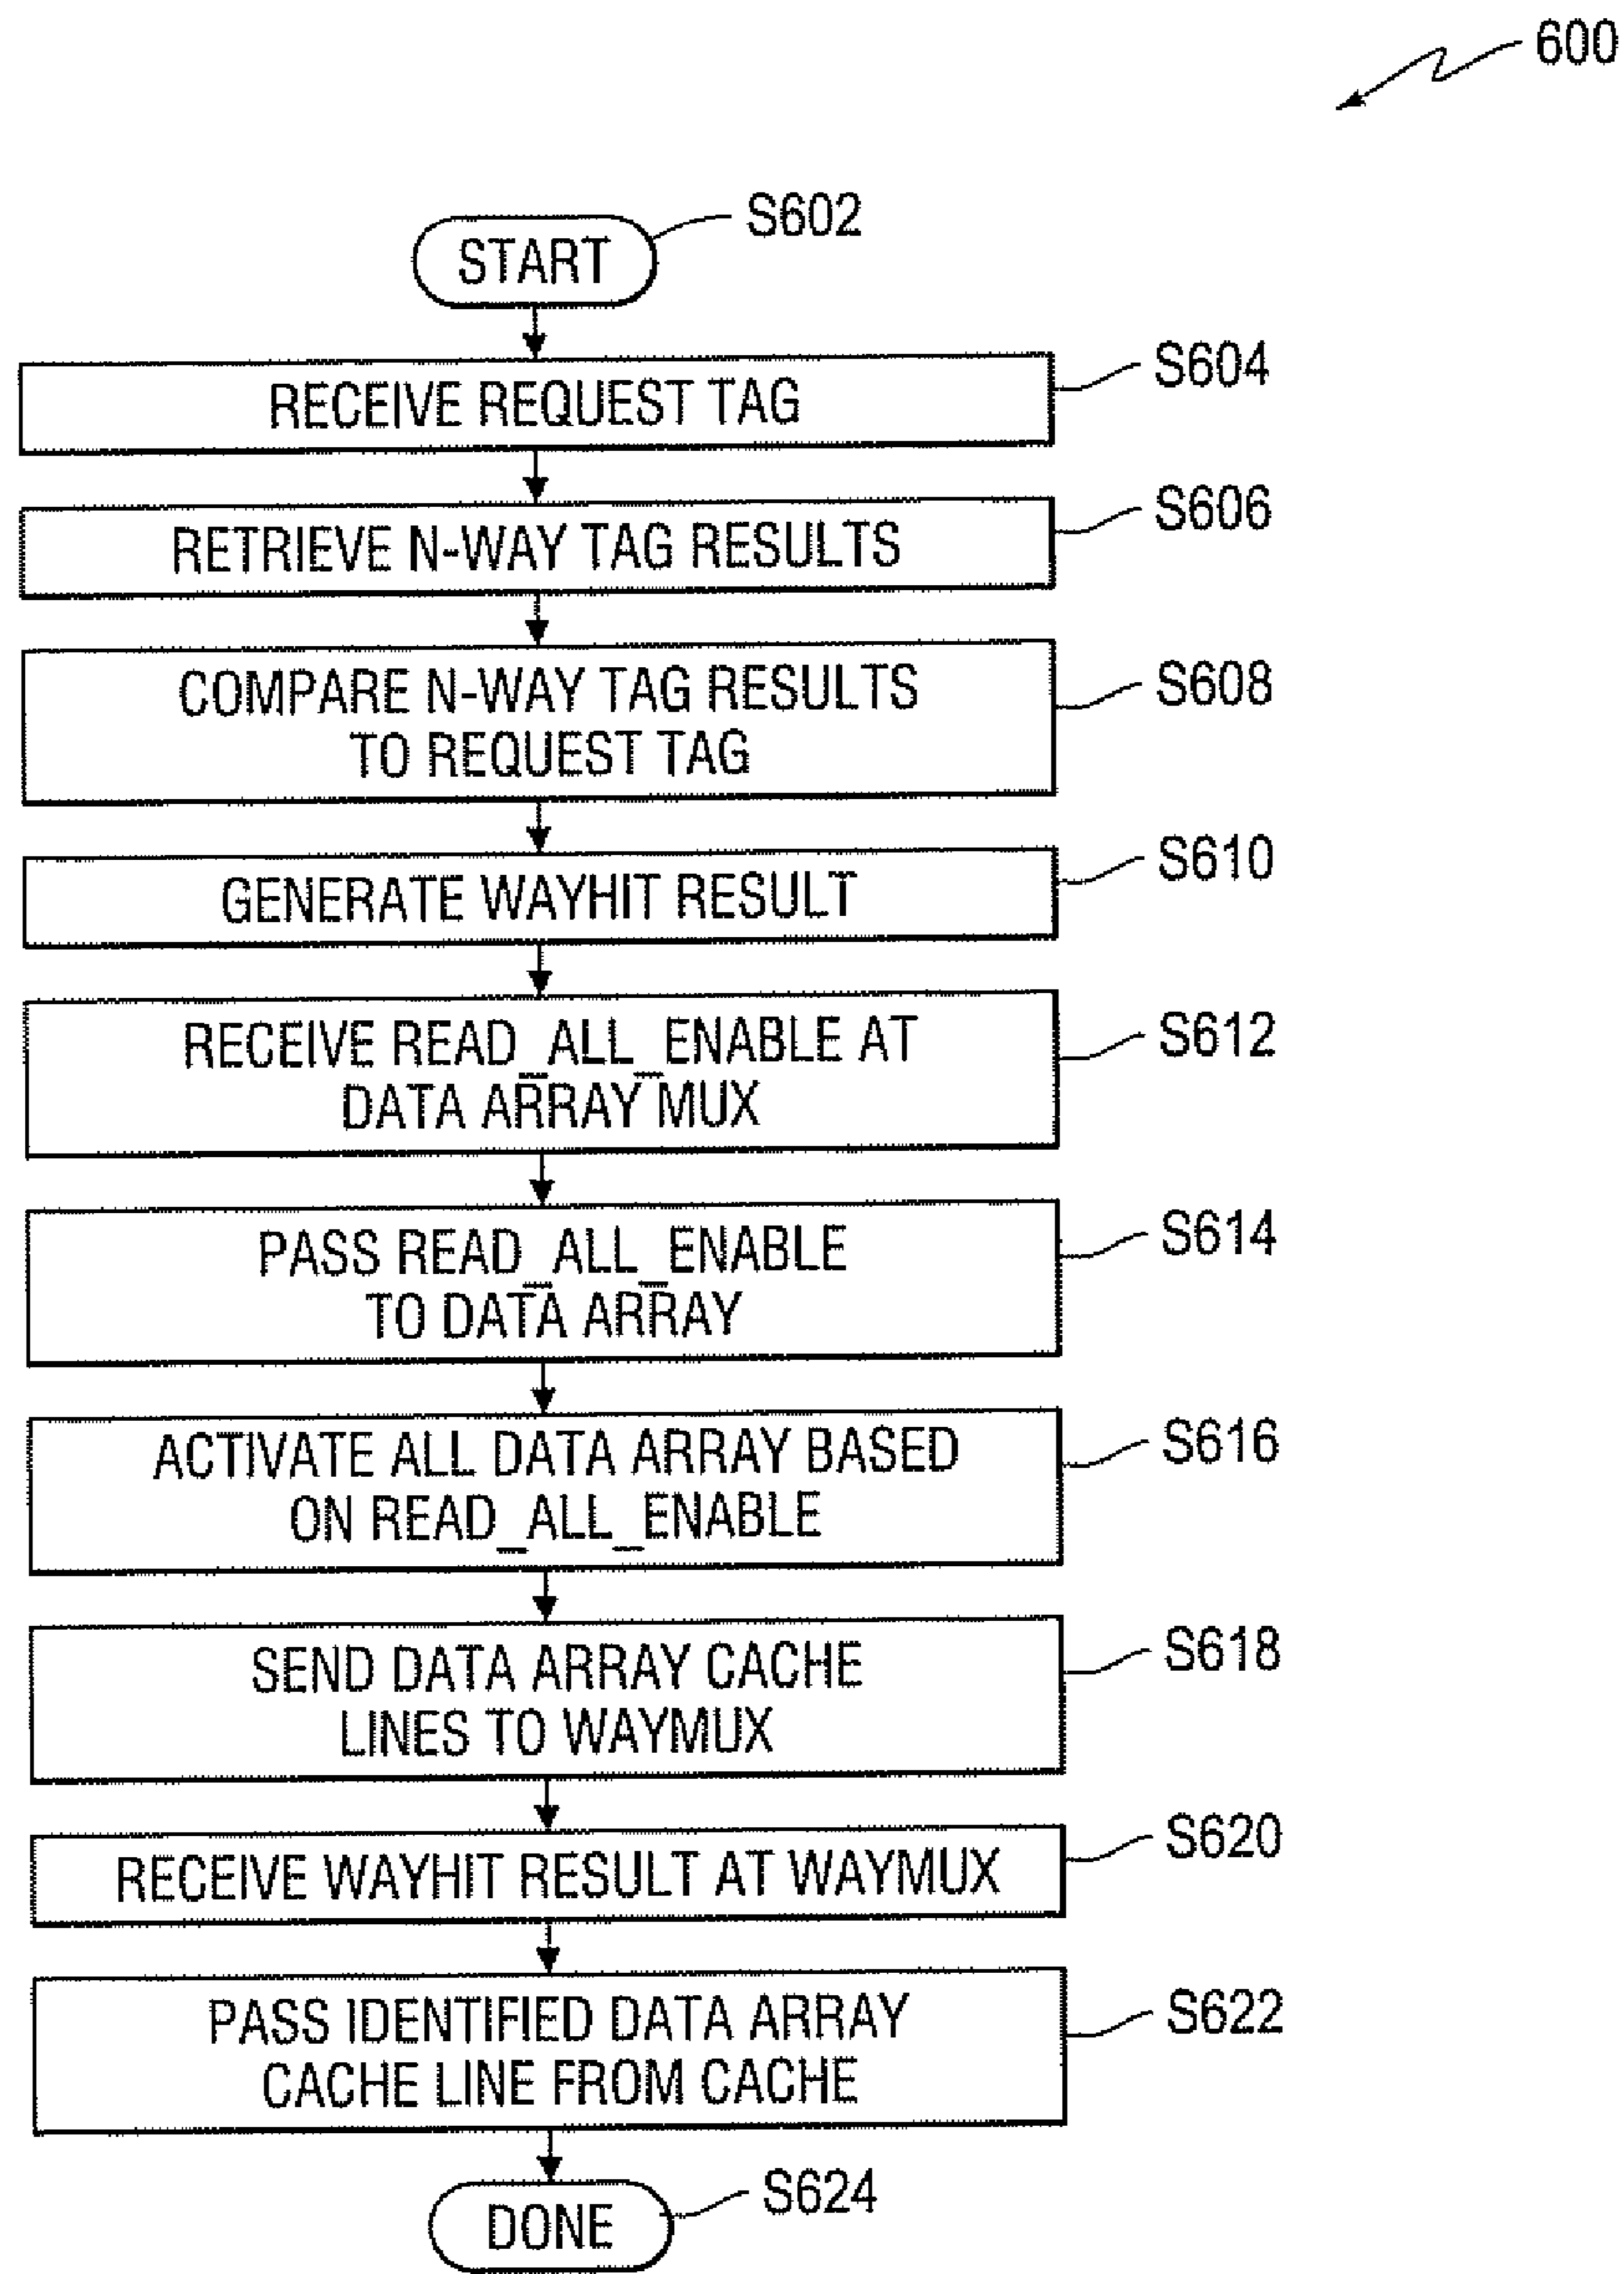 600
START
S602
RECEIVE REQUEST TAG
S604
RETRIEVE N-WAY TAG RESULTS
S606
COMPARE N-WAY TAG RESULTS
TO REQUEST TAG
S608
GENERATE WAYHIT RESULT
S610
RECEIVE READ_ALL_ENABLE AT
DATA ARRAY MUX
S612
PASS READ_ALL_ENABLE
TO DATA ARRAY
S614
ACTIVATE ALL DATA ARRAY BASED
ON READ_ALL_ENABLE
S616
SEND DATA ARRAY CACHE
LINES TO WAYMUX
S618
RECEIVE WAYHIT RESULT AT WAYMUX
S620
PASS IDENTIFIED DATA ARRAY
CACHE LINE FROM CACHE
S622
DONE
S624